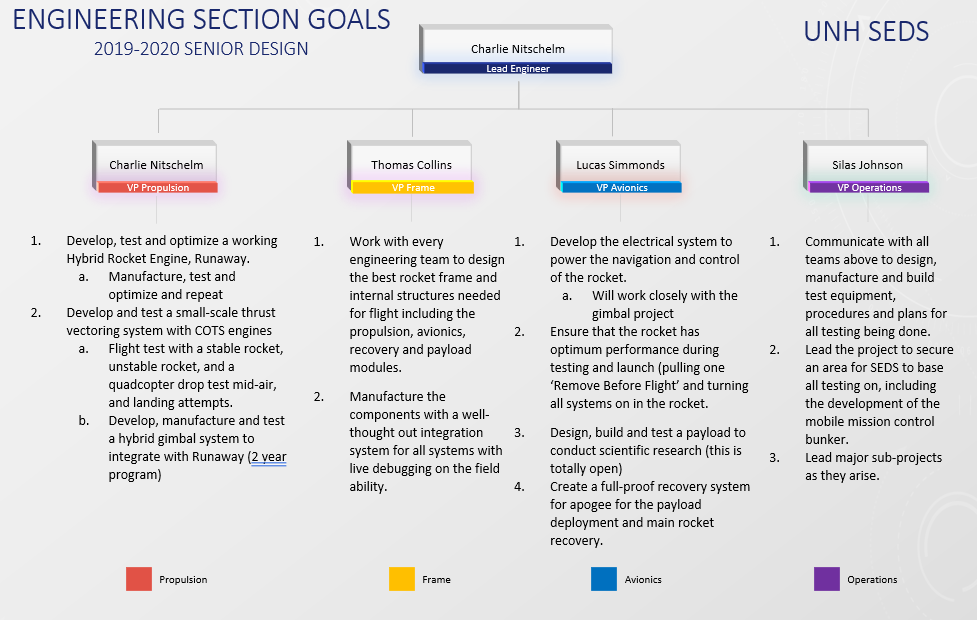 ENGINEERING SECTION GOALS
2019-2020 SENIOR DESIGN
UNH SEDS
Charlie Nitschelm
Lead Engineer
Charlie Nitschelm
VP Propulsion
Thomas Collins
VP Frame
Lucas Simmonds
VP Avionics
Silas Johnson
VP Operations
1. Develop, test and optimize a working
Hybrid Rocket Engine, Runaway.
a. Manufacture, test and
optimize and repeat
2. Develop and test a small-scale thrust
vectoring system with COTS engines
a. Flight test with a stable rocket,
unstable rocket, and a
quadcopter drop test mid-air,
and landing attempts.
b. Develop, manufacture and test
a hybrid gimbal system to
integrate with Runaway (2 year
program)
1. Work with every
engineering team to design
the best rocket frame and
internal structures needed
for flight including the
propulsion, avionics,
recovery and payload
modules.
2. Manufacture the
components with a well-
thought out integration
system for all systems with
live debugging on the field
ability.
1. Develop the electrical system to
power the navigation and control
of the rocket.
a. Will work closely with the
gimbal project
2. Ensure that the rocket has
optimum performance during
testing and launch (pulling one
‘Remove Before Flight’ and turning
all systems on in the rocket.
3. Design, build and test a payload to
conduct scientific research (this is
totally open)
4. Create a full-proof recovery system
for apogee for the payload
deployment and main rocket
recovery.
1. Communicate with all
teams above to design,
manufacture and build
test equipment,
procedures and plans for
all testing being done.
2. Lead the project to secure
an area for SEDS to base
all testing on, including
the development of the
mobile mission control
bunker.
3. Lead major sub-projects
as they arise.
Propulsion
Frame
Avionics
Operations